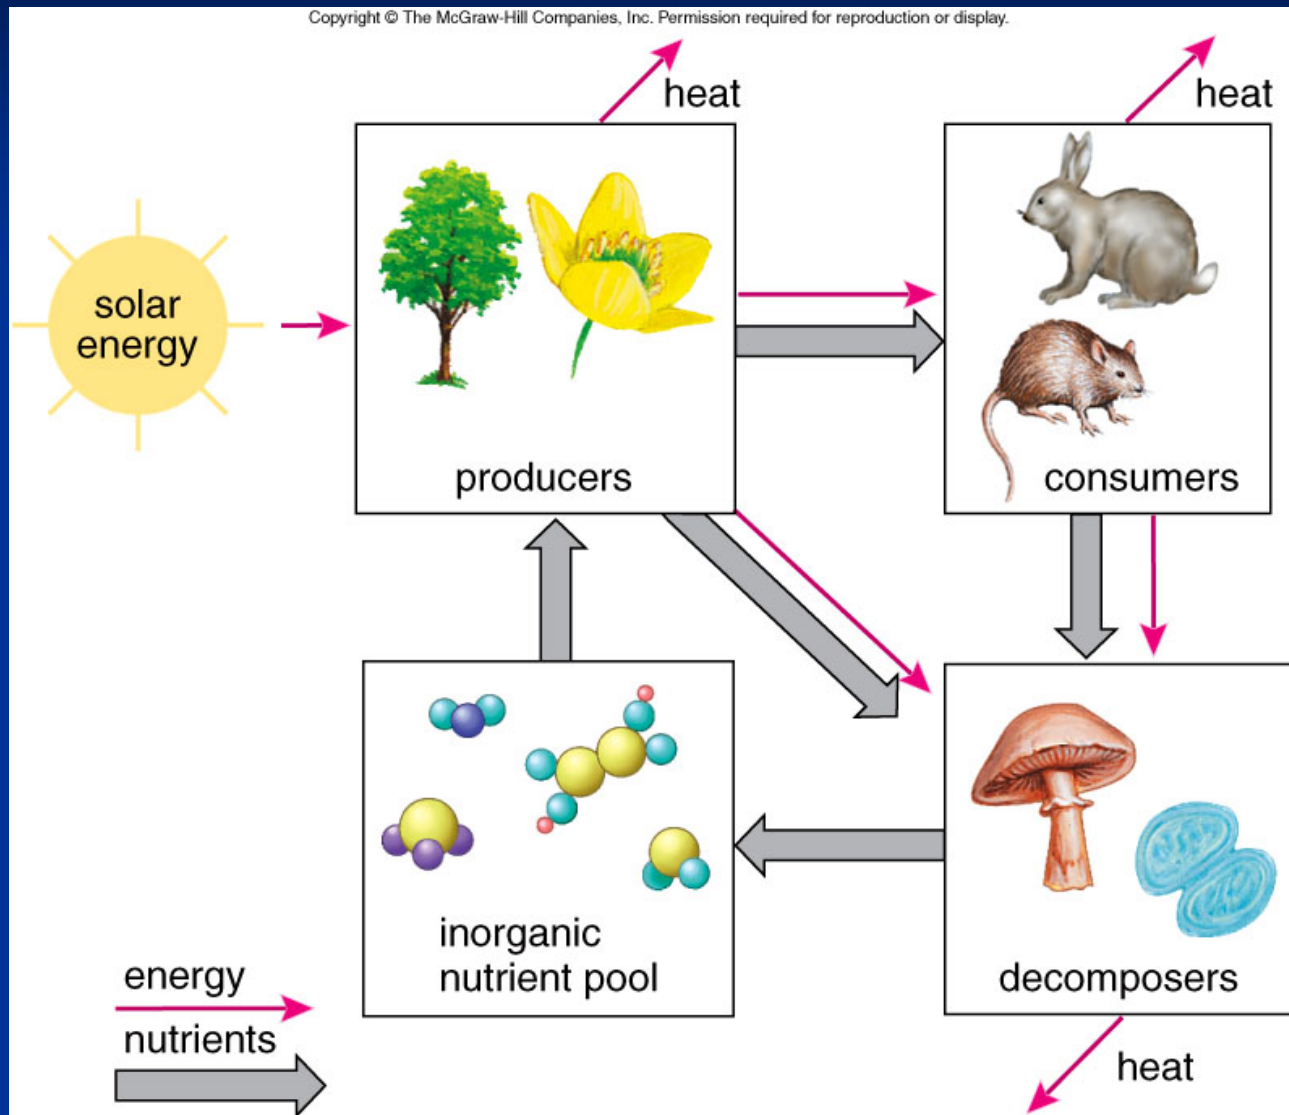 Copyright © The McGraw-Hill Companies, Inc. Permission required for reproduction or display.
heat
heat
solar
energy
producers
consumers
inorganic
nutrient pool
decomposers
energy
nutrients
heat